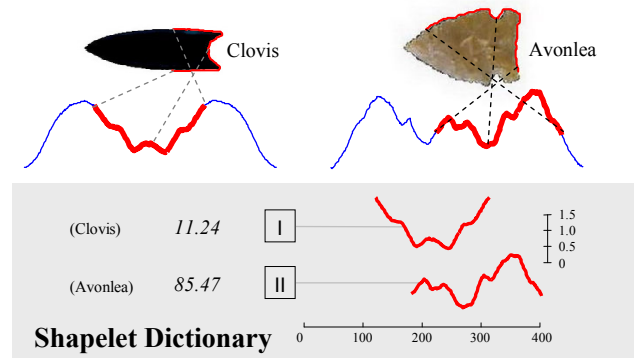 Clovis
Avonlea
(Clovis) 11.24 I
1.5
1.0
0.5
0
(Avonlea) 85.47 II
Shapelet Dictionary
0 100 200 300 400